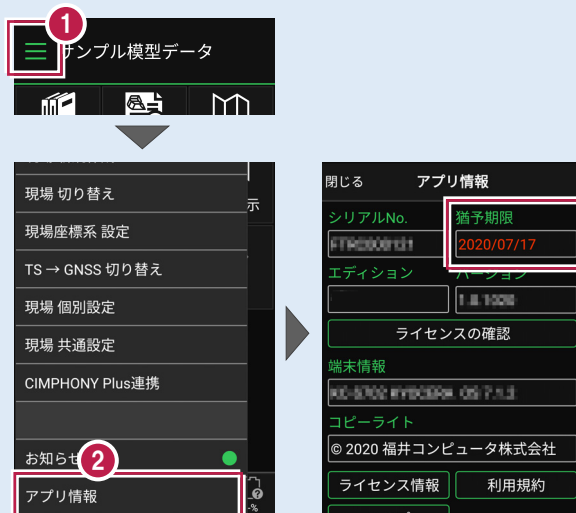 1
サンプル模型データ
現場 切り替え
示
現場座標系 設定
TS → GNSS 切り替え
現場 個別設定
現場 共通設定
CIMPHONY Plus連携
お知らせ
2
アプリ情報
-%
閉じる アプリ情報
シリアルNo. 猶予期限
2020/07/17
エディション バージョン
ライセンスの確認
端末情報
コピーライト
© 2020 福井コンピュータ株式会社
ライセンス情報 利用規約